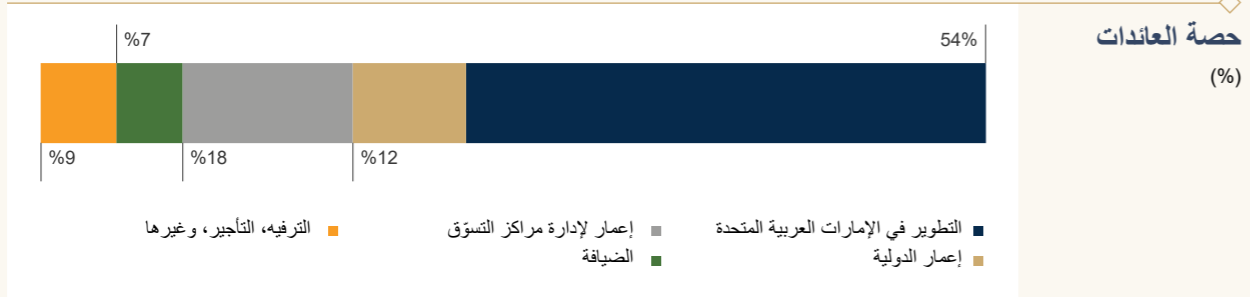 حصة العائدات
(%)
54%
%7
%12
%18
%9
التطوير في الإمارات العربية المتحدة
إعمار الدولية
إعمار لإدارة مراكز التسوّق
الضيافة
الترفيه، التأجير، وغيرها